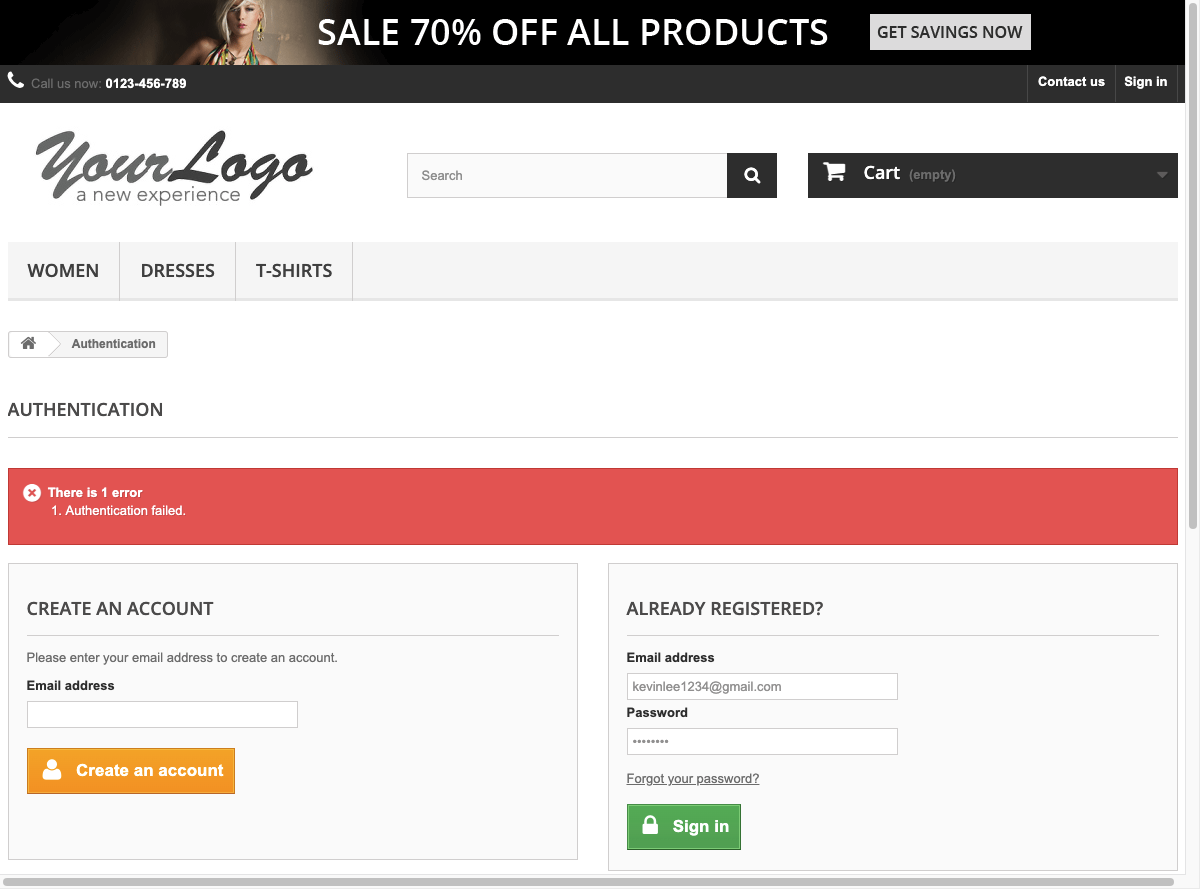 SALE 70% OFF ALL PRODUCTS
GET SAVINGS NOW
Call us now: 0123-456-789
Contact us
Sign in
YourLogo
a new experience
Search
Cart (empty)
WOMEN
DRESSES
T-SHIRTS
Authentication
AUTHENTICATION
There is 1 error
1. Authentication failed.
CREATE AN ACCOUNT
Please enter your email address to create an account.
Email address
Create an account
ALREADY REGISTERED?
Email address
kevinlee1234@gmail.com
Password
••••••••
Forgot your password?
Sign in